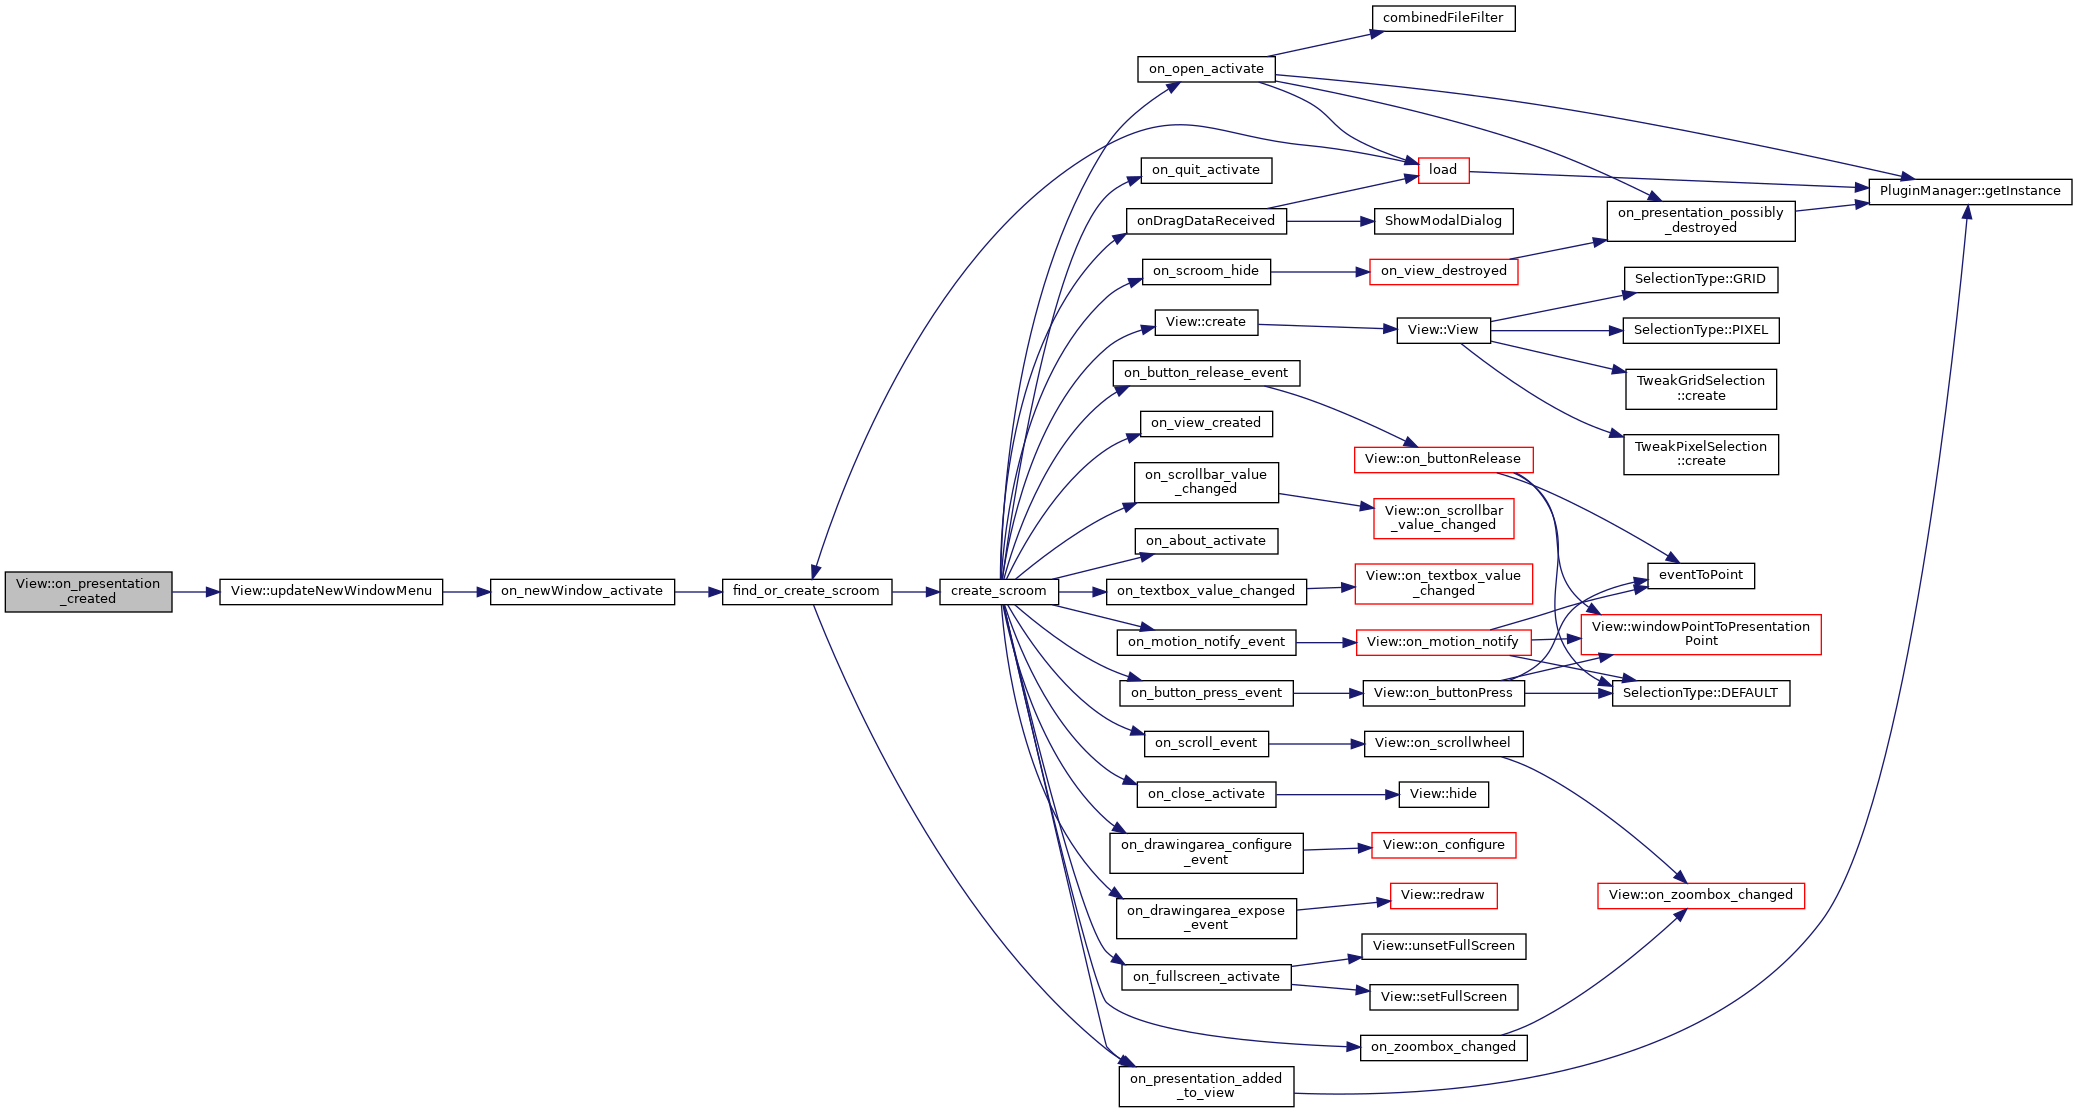 combinedFileFilter
on_open_activate
on_quit_activate
load
PluginManager::getInstance
onDragDataReceived
ShowModalDialog
on_presentation_possibly
_destroyed
on_scroom_hide
on_view_destroyed
SelectionType::GRID
View::create
View::View
SelectionType::PIXEL
on_button_release_event
TweakGridSelection
::create
on_view_created
View::on_buttonRelease
TweakPixelSelection
::create
on_scrollbar_value
_changed
View::on_scrollbar
_value_changed
on_about_activate
View::on_presentation
_created
View::updateNewWindowMenu
on_newWindow_activate
find_or_create_scroom
create_scroom
on_textbox_value_changed
View::on_textbox_value
_changed
eventToPoint
on_motion_notify_event
View::on_motion_notify
View::windowPointToPresentation
Point
on_button_press_event
View::on_buttonPress
SelectionType::DEFAULT
on_scroll_event
View::on_scrollwheel
on_close_activate
View::hide
on_drawingarea_configure
_event
View::on_configure
on_drawingarea_expose
_event
View::redraw
View::on_zoombox_changed
on_fullscreen_activate
View::unsetFullScreen
View::setFullScreen
on_zoombox_changed
on_presentation_added
_to_view